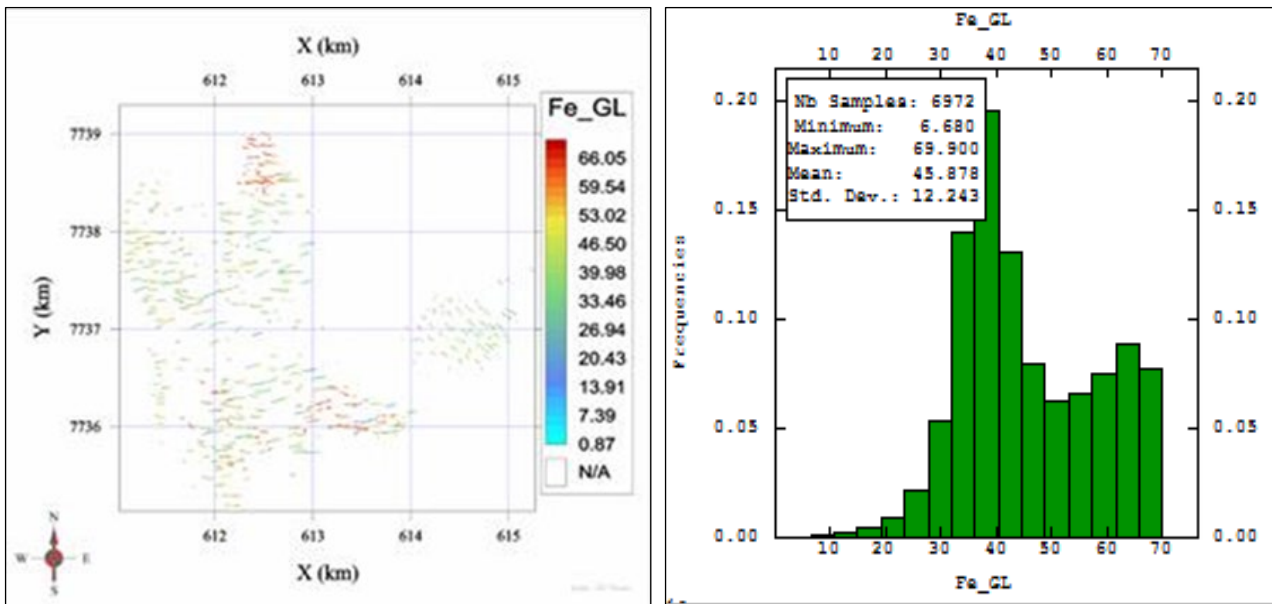 X (km)
612 613 614 615
7739
7738
7737
7736
Y (km)
612 613 614 615
X (km)
N
W E
S
Fe_GL
66.05
59.54
53.02
46.50
39.98
33.46
26.94
20.43
13.91
7.39
0.87
N/A
Fe_GL
10 20 30 40 50 60 70
Nb Samples: 6972
Minimum: 6.680
Maximum: 69.900
Mean: 45.878
Std. Dev.: 12.243
0.20 0.20
0.15 0.15
0.10 0.10
0.05 0.05
0.00 0.00
Frequencies
10 20 30 40 50 60 70
Fe_GL